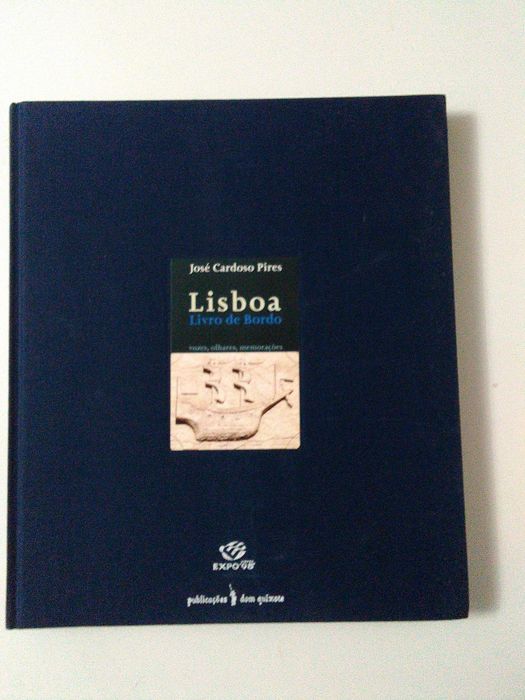 José Cardoso Pires
Lisboa
Livro de Bordo
vozes, olhares, memorações
EXPO'98
publicações dom quixote